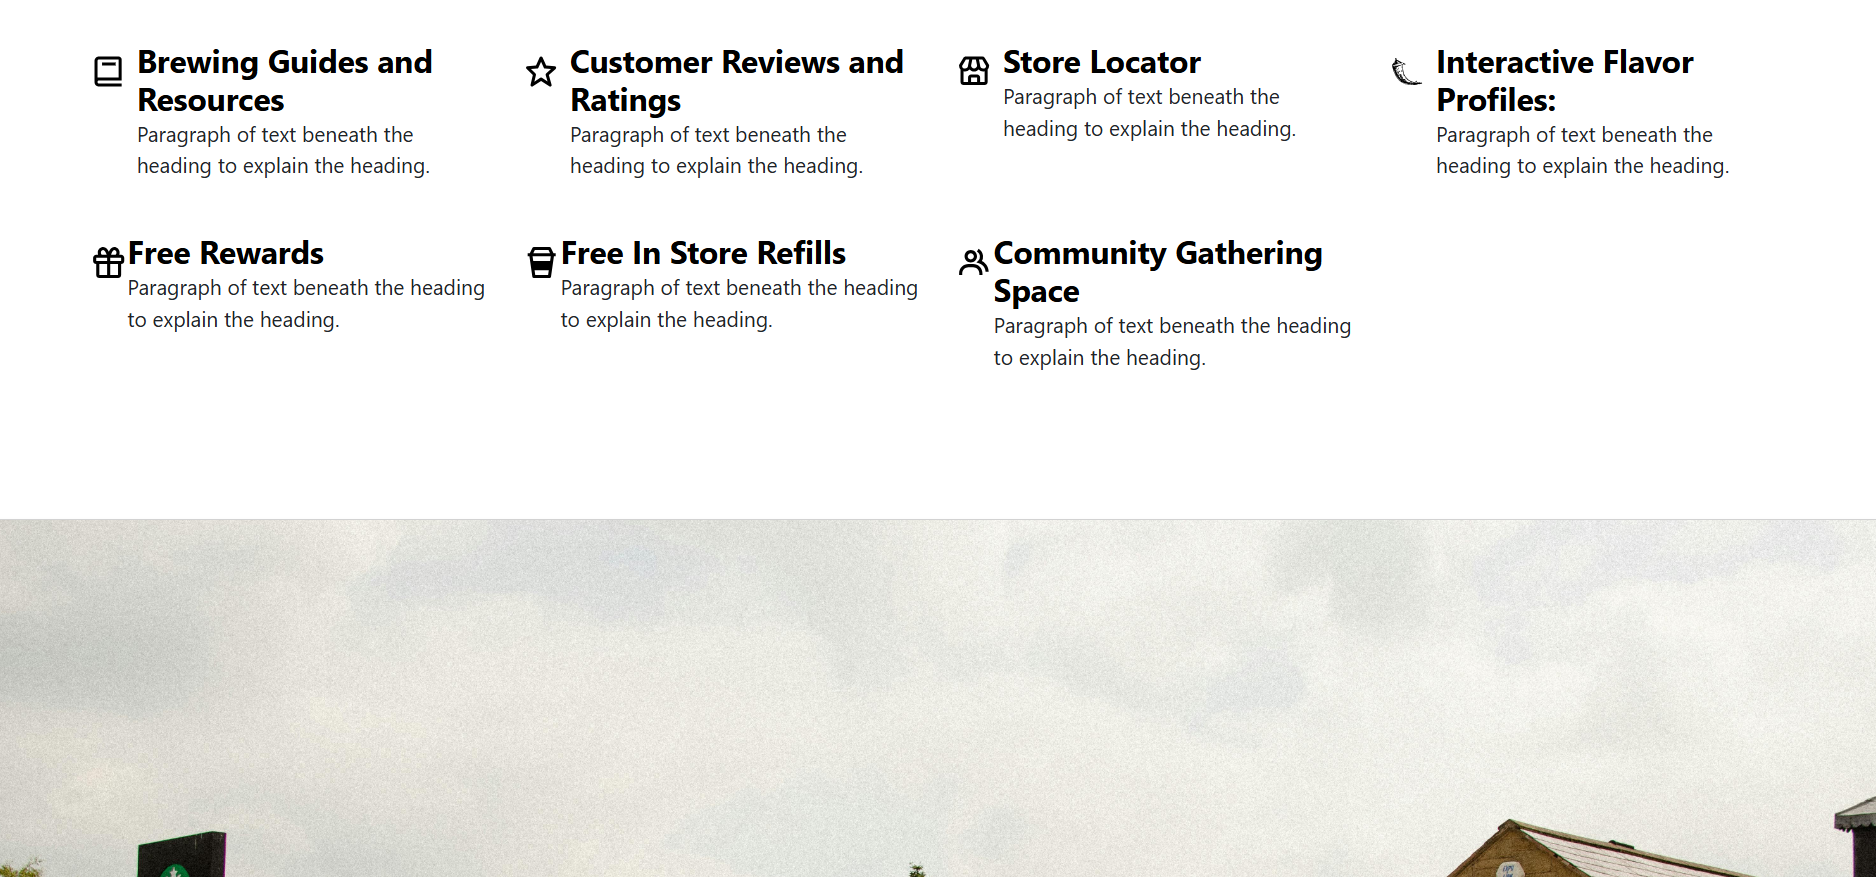 Brewing Guides and
Resources
Paragraph of text beneath the
heading to explain the heading.
Customer Reviews and
Ratings
Paragraph of text beneath the
heading to explain the heading.
Store Locator
Paragraph of text beneath the
heading to explain the heading.
Interactive Flavor
Profiles:
Paragraph of text beneath the
heading to explain the heading.
Free Rewards
Paragraph of text beneath the heading
to explain the heading.
Free In Store Refills
Paragraph of text beneath the heading
to explain the heading.
Community Gathering
Space
Paragraph of text beneath the heading
to explain the heading.